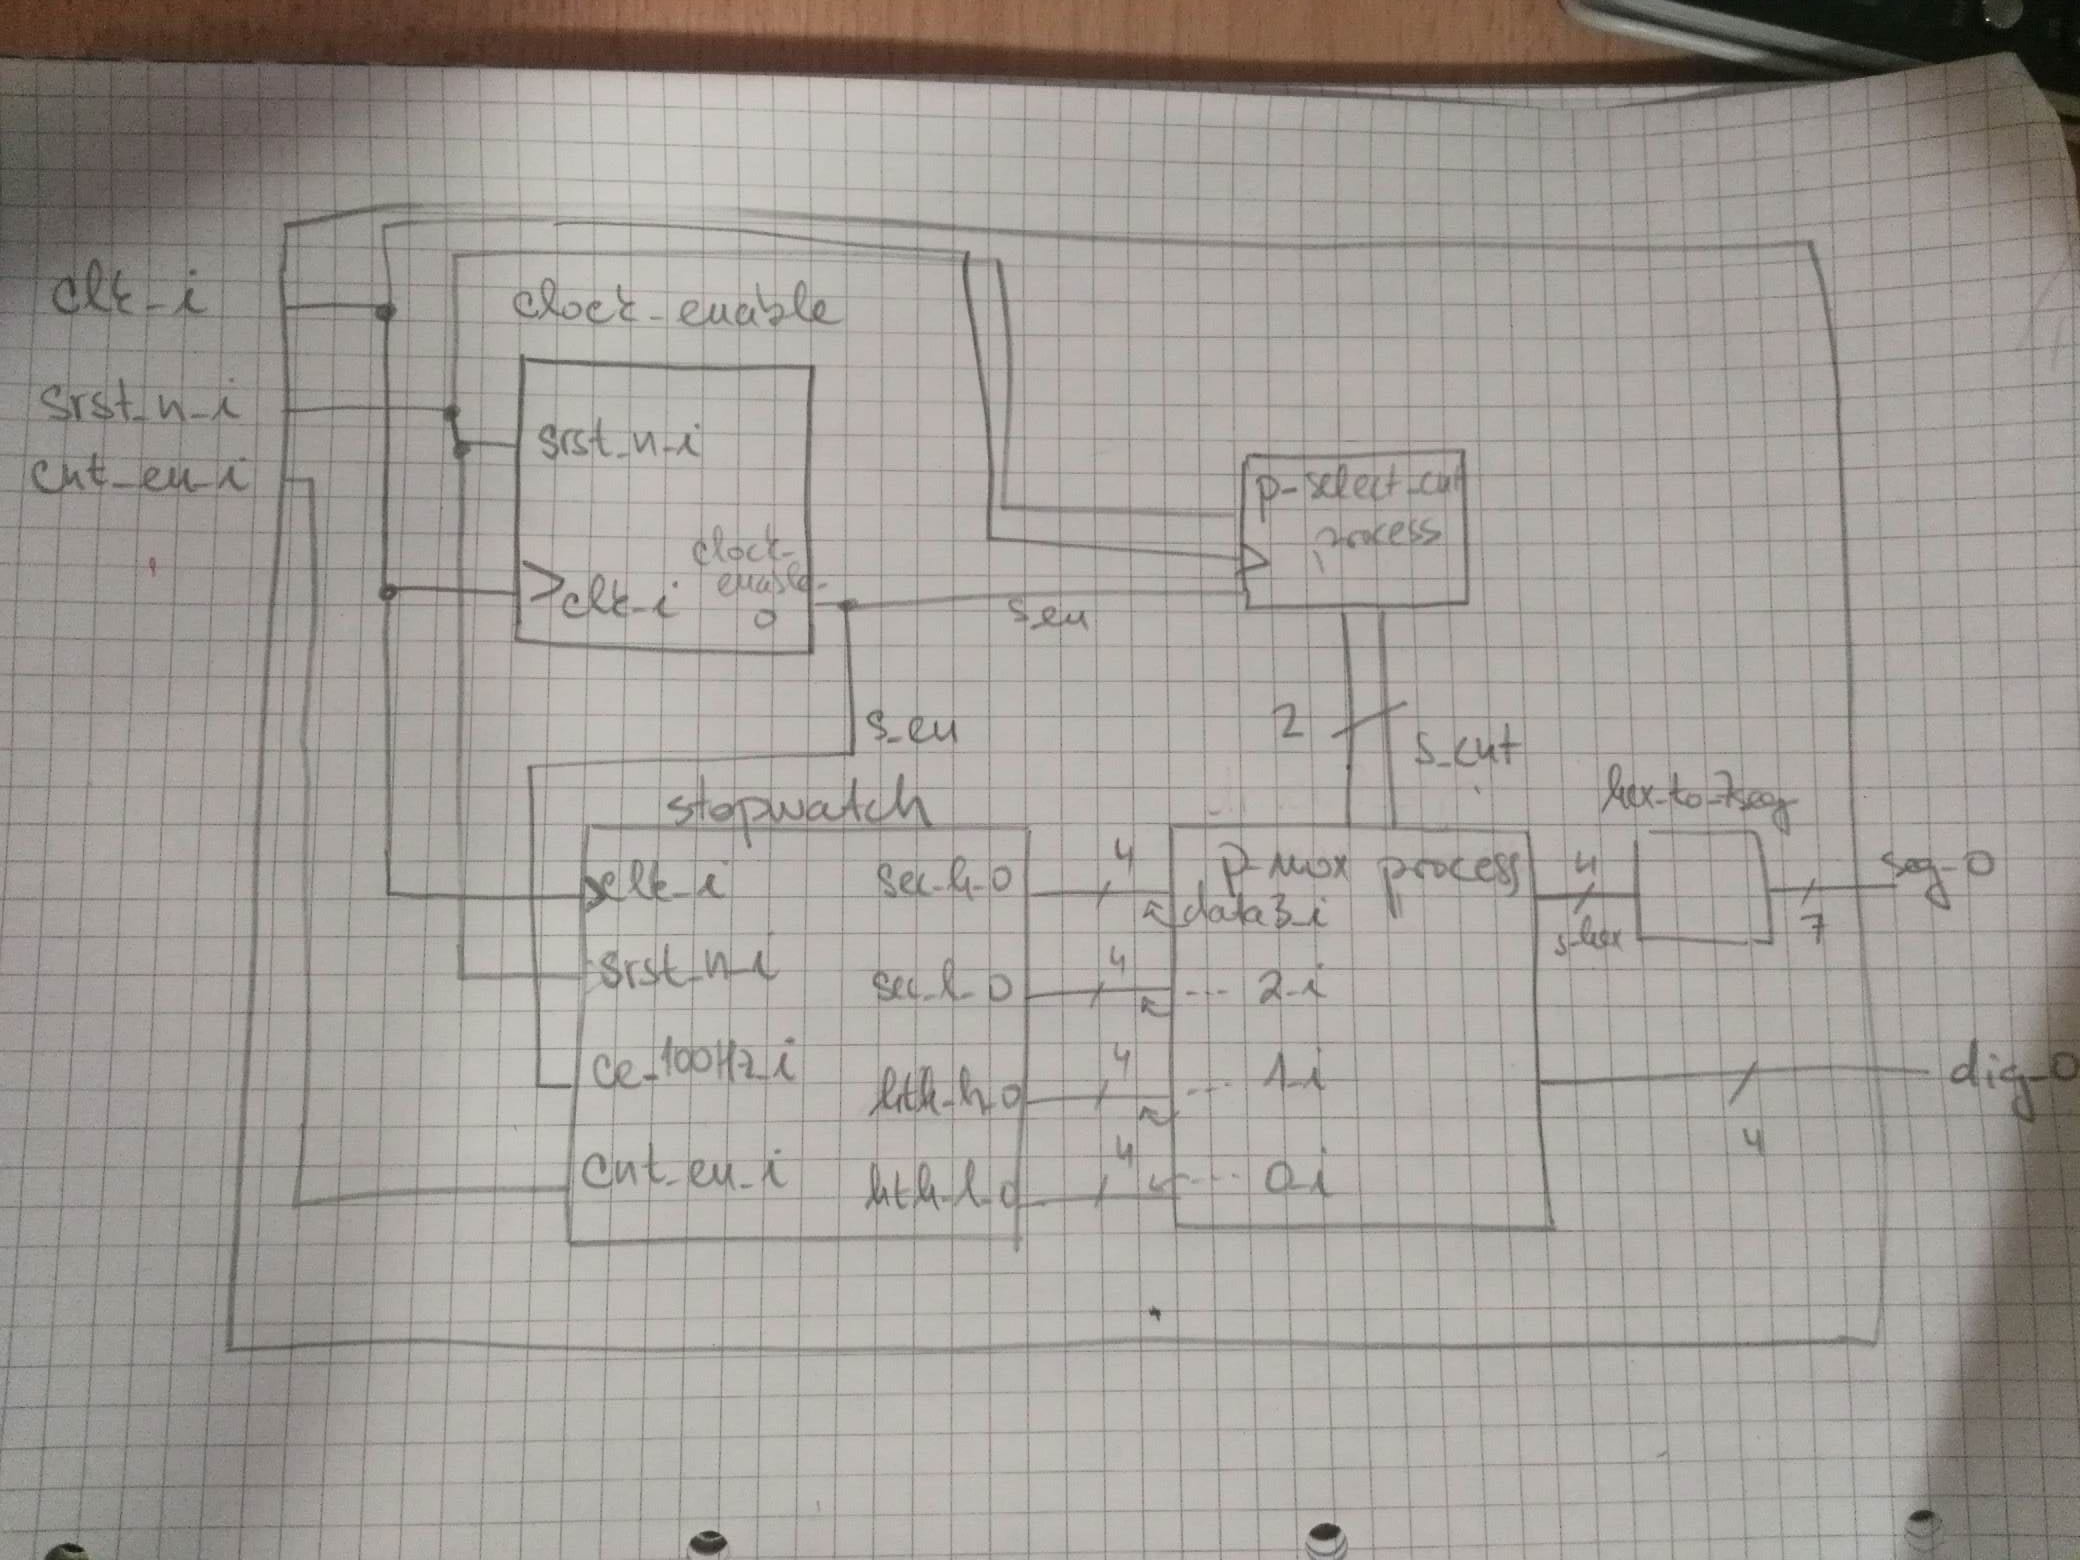 clk_i
srst_n_i
cnt_en_i
clock_enable
srst_n_i
clk_i
clock_
enable_
o
s_en
s_en
p_select_cnt
process
2
s_cnt
stopwatch
clk_i
srst_n_i
ce_100Hz_i
cnt_en_i
sec_h_o
sec_l_o
hth_h_o
hth_l_o
4
4
4
4
p_mux process
data3_i
--- 2_i
--- 1_i
--- 0_i
4
s_hex
hex_to_7seg
7
seg_o
4
dig_o